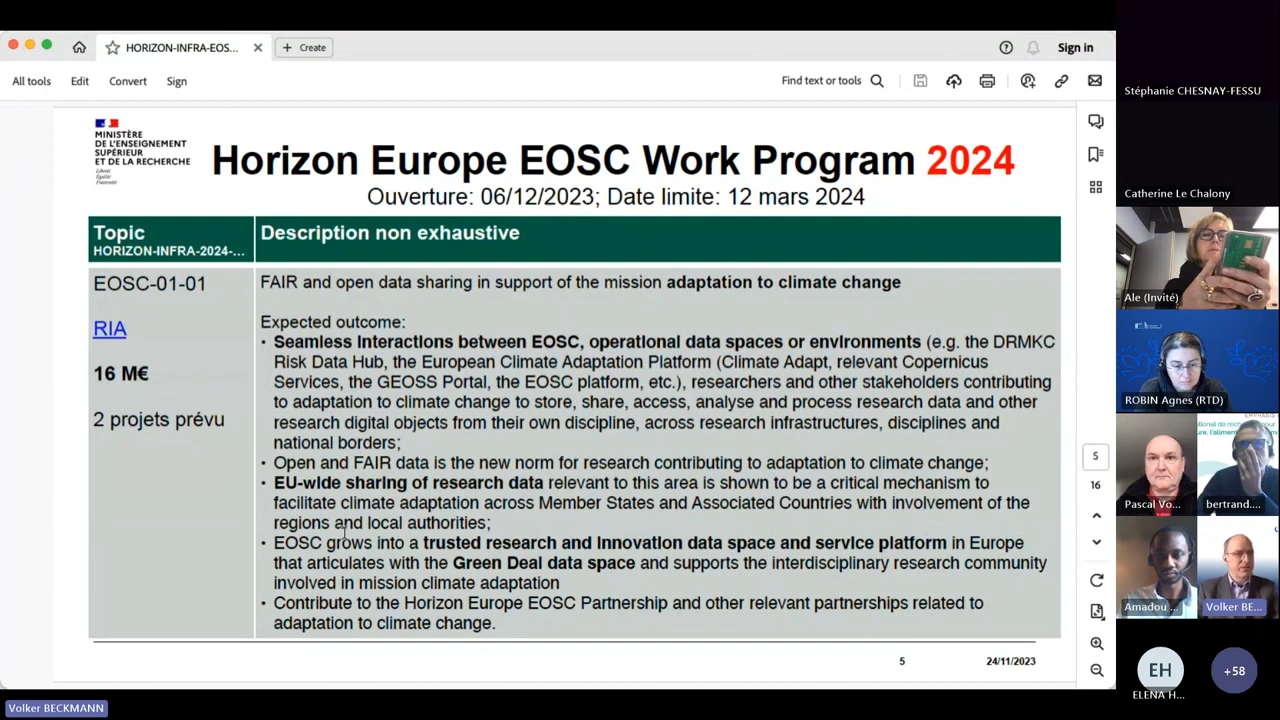 HORIZON-INFRA-EOS...
Create
Sign in
All tools
Edit
Convert
Sign
Find text or tools
MINISTÈRE
DE L'ENSEIGNEMENT
SUPÉRIEUR
ET DE LA RECHERCHE
Liberté
Égalité
Fraternité
Horizon Europe EOSC Work Program 2024
Ouverture: 06/12/2023; Date limite: 12 mars 2024
Topic
HORIZON-INFRA-2024-...
Description non exhaustive
EOSC-01-01
RIA
16 M€
2 projets prévu
FAIR and open data sharing in support of the mission adaptation to climate change
Expected outcome:
• Seamless interactions between EOSC, operational data spaces or environments (e.g. the DRMKC
Risk Data Hub, the European Climate Adaptation Platform (Climate Adapt, relevant Copernicus
Services, the GEOSS Portal, the EOSC platform, etc.), researchers and other stakeholders contributing
to adaptation to climate change to store, share, access, analyse and process research data and other
research digital objects from their own discipline, across research infrastructures, disciplines and
national borders;
• Open and FAIR data is the new norm for research contributing to adaptation to climate change;
• EU-wide sharing of research data relevant to this area is shown to be a critical mechanism to
facilitate climate adaptation across Member States and Associated Countries with involvement of the
regions and local authorities;
• EOSC grows into a trusted research and innovation data space and service platform in Europe
that articulates with the Green Deal data space and supports the interdisciplinary research community
involved in mission climate adaptation
• Contribute to the Horizon Europe EOSC Partnership and other relevant partnerships related to
adaptation to climate change.
5
24/11/2023
5
16
Stéphanie CHESNAY-FESSU
Catherine Le Chalony
Ale (Invité)
ROBIN Agnes (RTD)
Pascal Vo...
bertrand....
Amadou ...
Volker BE...
EH
ELENA H...
+58
Volker BECKMANN